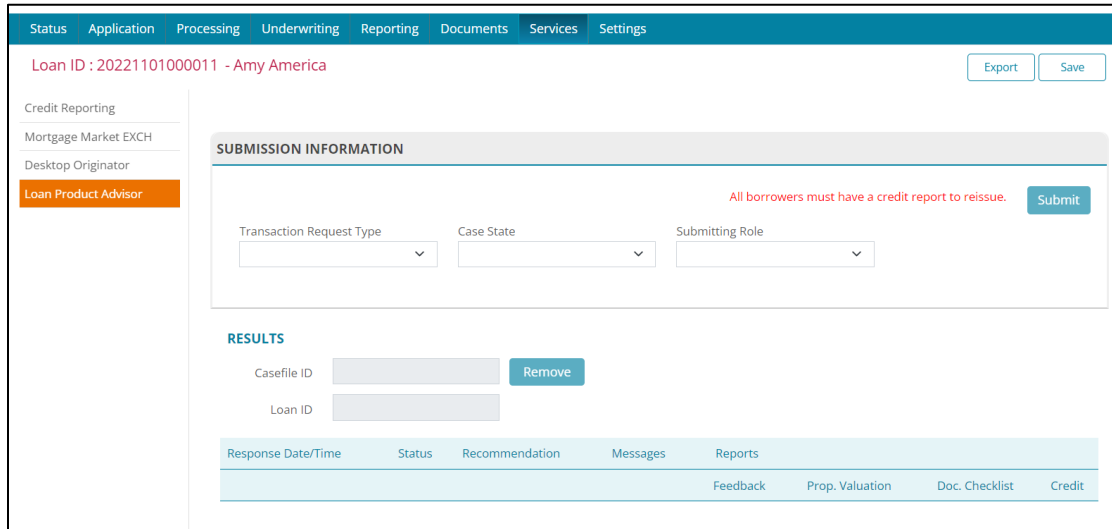 Status Application Processing Underwriting Reporting Documents Services Settings
Loan ID : 20221101000011 - Amy America
Export Save
Credit Reporting
Mortgage Market EXCH
Desktop Originator
Loan Product Advisor
SUBMISSION INFORMATION
All borrowers must have a credit report to reissue. Submit
Transaction Request Type Case State Submitting Role
RESULTS
Casefile ID Remove
Loan ID
Response Date/Time Status Recommendation Messages Reports
Feedback Prop. Valuation Doc. Checklist Credit